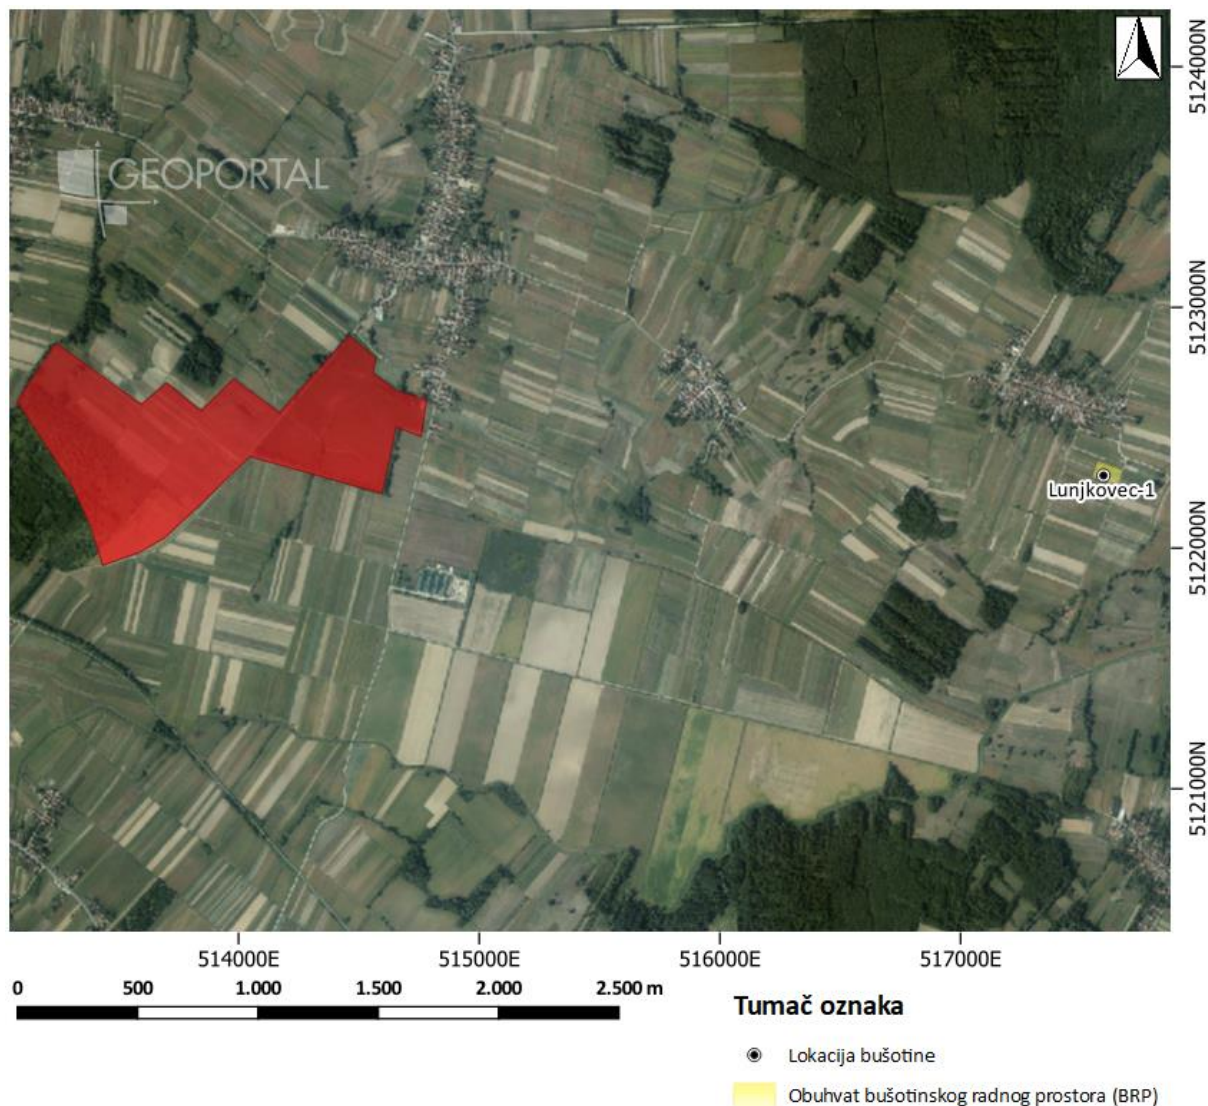 GEOPORTAL
5124000N
5123000N
5122000N
5121000N
Lunjkovec-1
514000E
515000E
516000E
517000E
0 500 1.000 1.500 2.000 2.500 m
Tumač oznaka
Lokacija bušotine
Obuhvat bušotinskog radnog prostora (BRP)